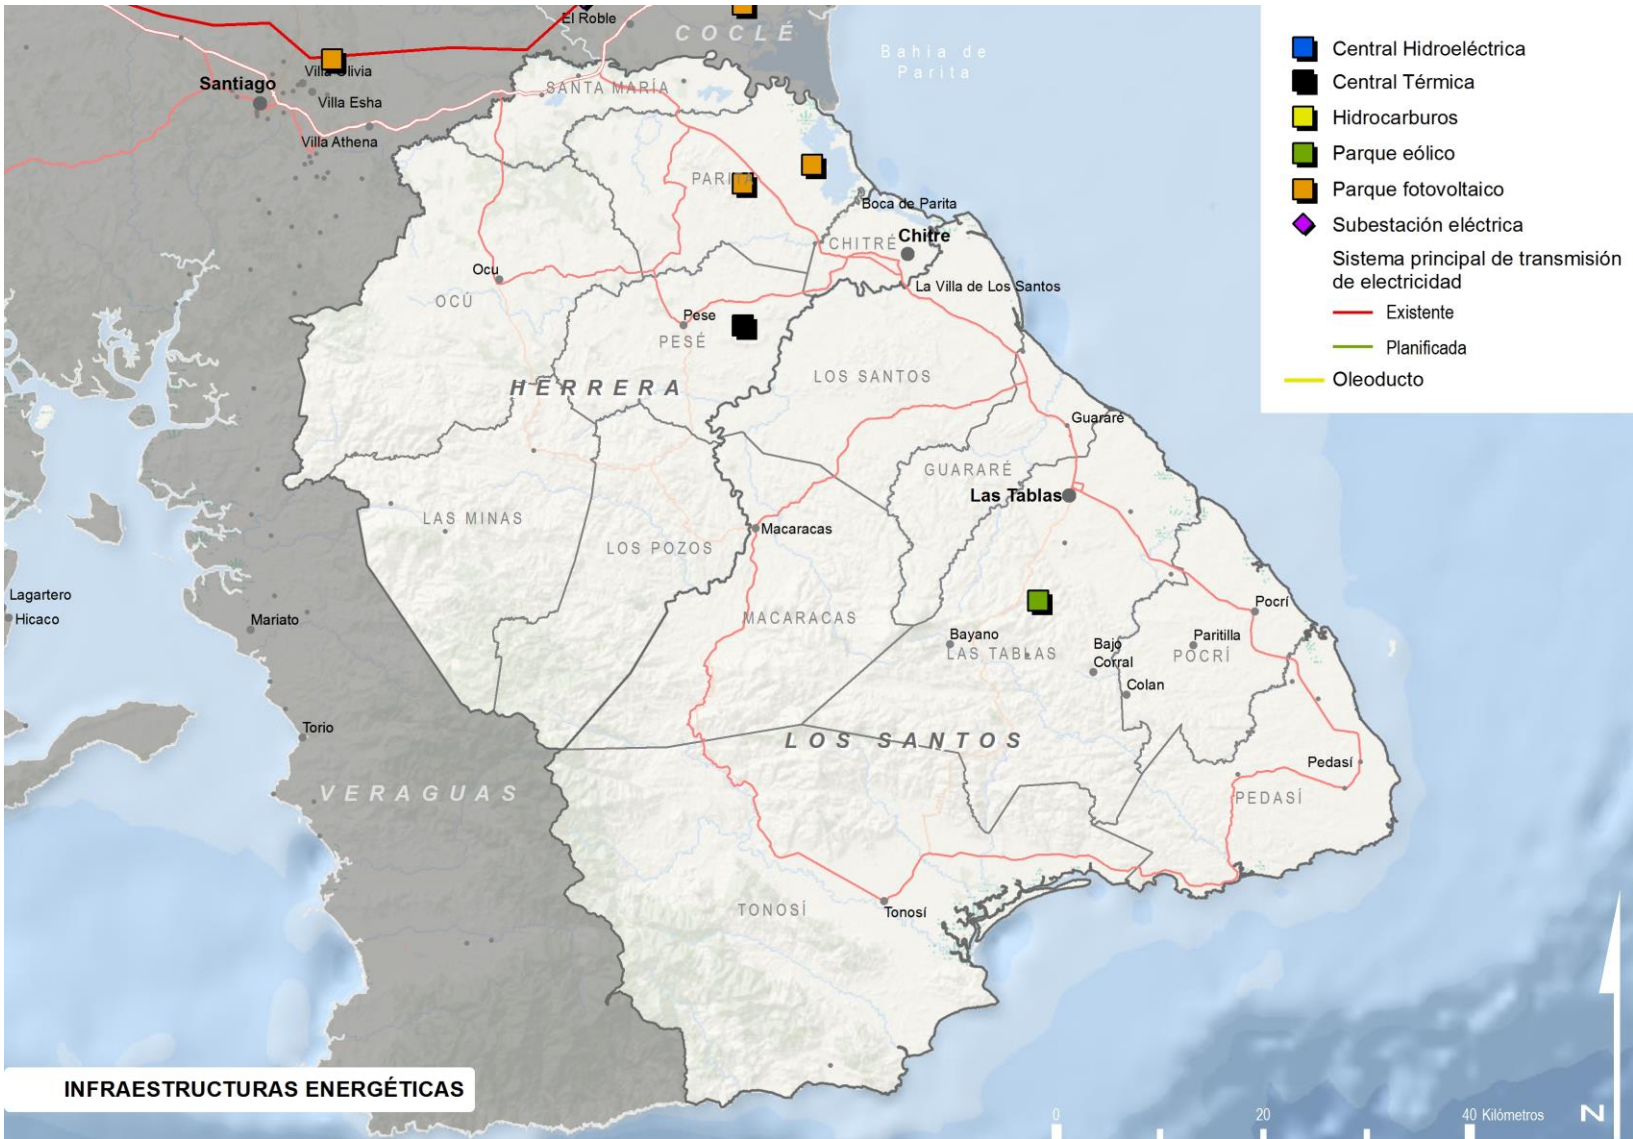 El Roble
COCLÉ
Bahia de
Parita
Villa Olivia
Santiago
SANTA MARÍA
Villa Esha
Villa Athena
PARITA
Boca de Parita
CHITRÉ
Chitre
Ocu
La Villa de Los Santos
OCÚ
Pese
PESÉ
LOS SANTOS
HERRERA
Guararé
GUARARÉ
Las Tablas
LAS MINAS
Macaracas
LOS POZOS
Lagartero
Hicaco
Mariato
MACARACAS
Pocrí
Bayano
LAS TABLAS
Bajo
Corral
Paritilla
POCRÍ
Colan
Torio
LOS SANTOS
VERAGUAS
Pedasí
PEDASÍ
TONOSÍ
Tonosí
Central Hidroeléctrica
Central Térmica
Hidrocarburos
Parque eólico
Parque fotovoltaico
Subestación eléctrica
Sistema principal de transmisión
de electricidad
Existente
Planificada
Oleoducto
INFRAESTRUCTURAS ENERGÉTICAS
0 20 40 Kilómetros
N